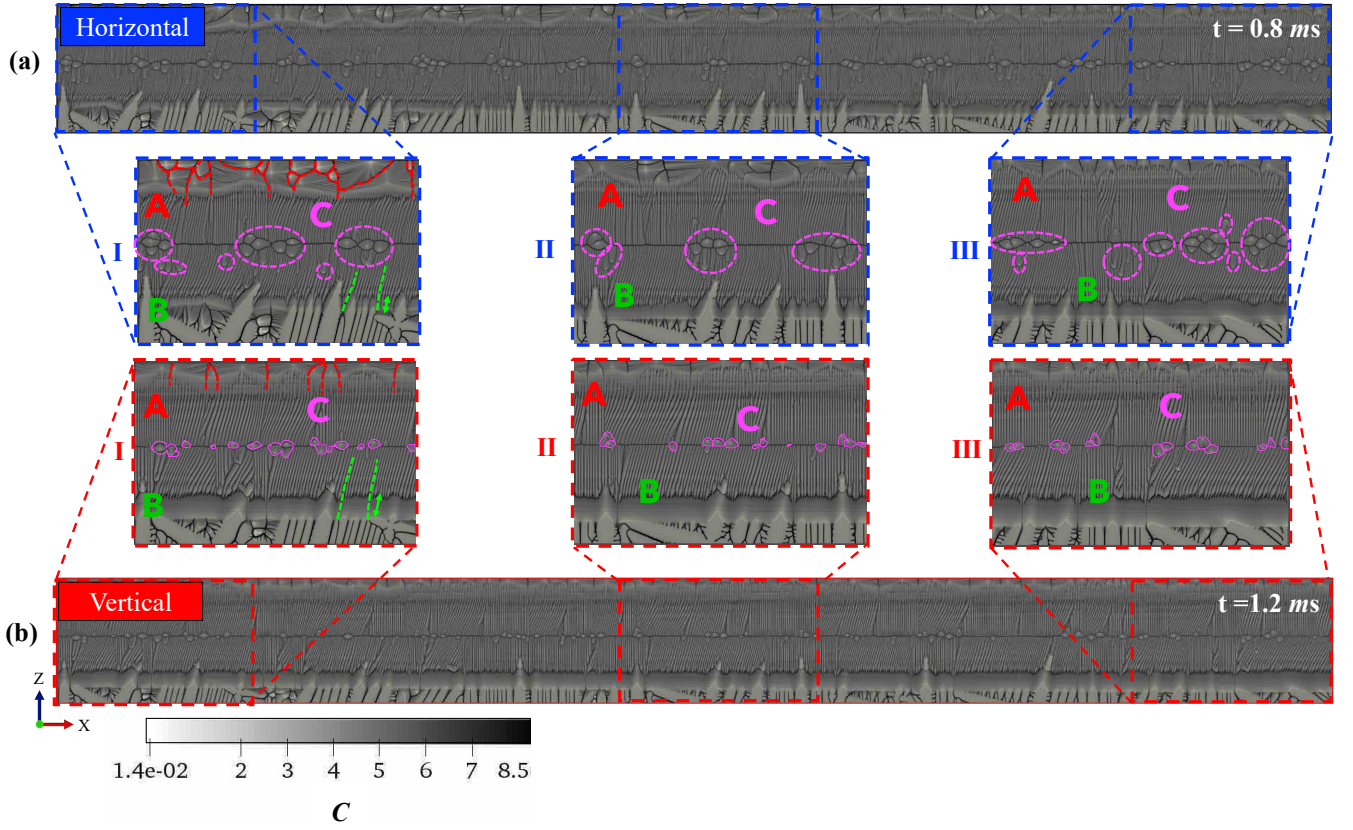 Horizontal
t = 0.8 ms
(a)
A
C
I
B
A
C
II
B
A
C
III
B
A
C
I
B
A
C
II
B
A
C
III
B
Vertical
t =1.2 ms
(b)
Z
X
1.4e-02 2 3 4 5 6 7 8.5
C